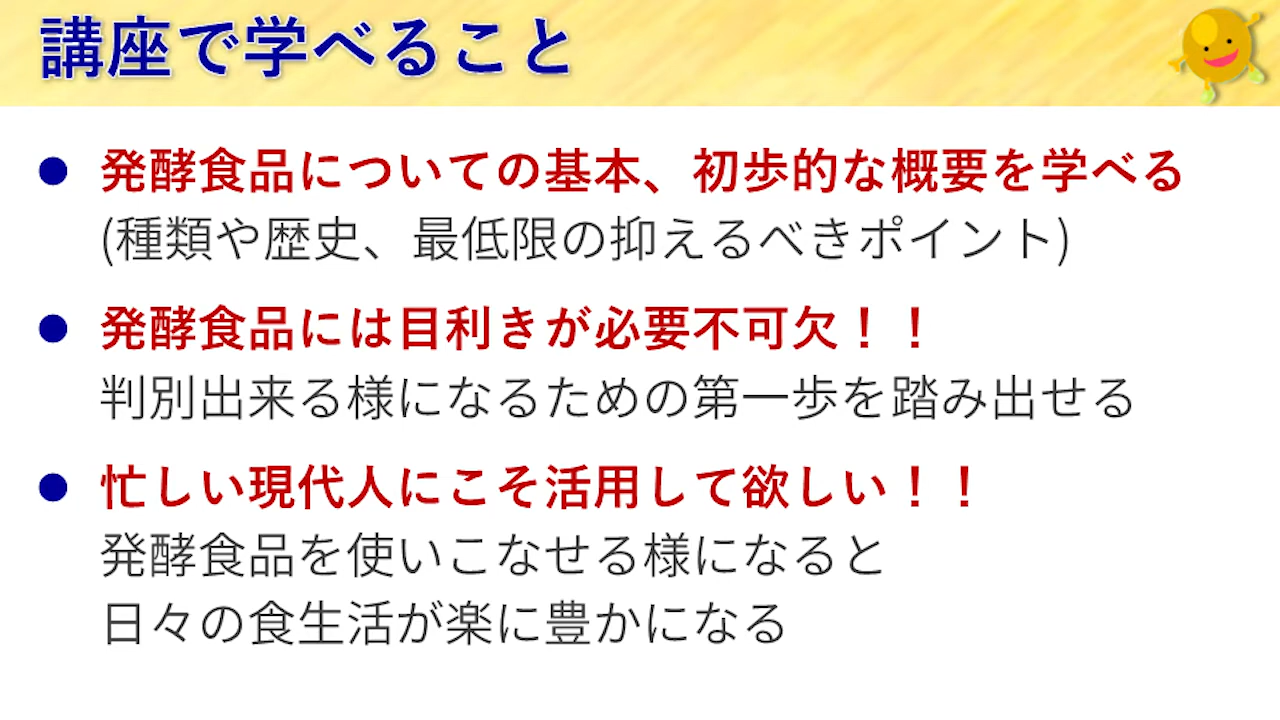 講座で学べること
● 発酵食品についての基本、初歩的な概要を学べる
(種類や歴史、最低限の抑えるべきポイント)
● 発酵食品には目利きが必要不可欠！！
判別出来る様になるための第一歩を踏み出せる
● 忙しい現代人にこそ活用して欲しい！！
発酵食品を使いこなせる様になると
日々の食生活が楽に豊かになる